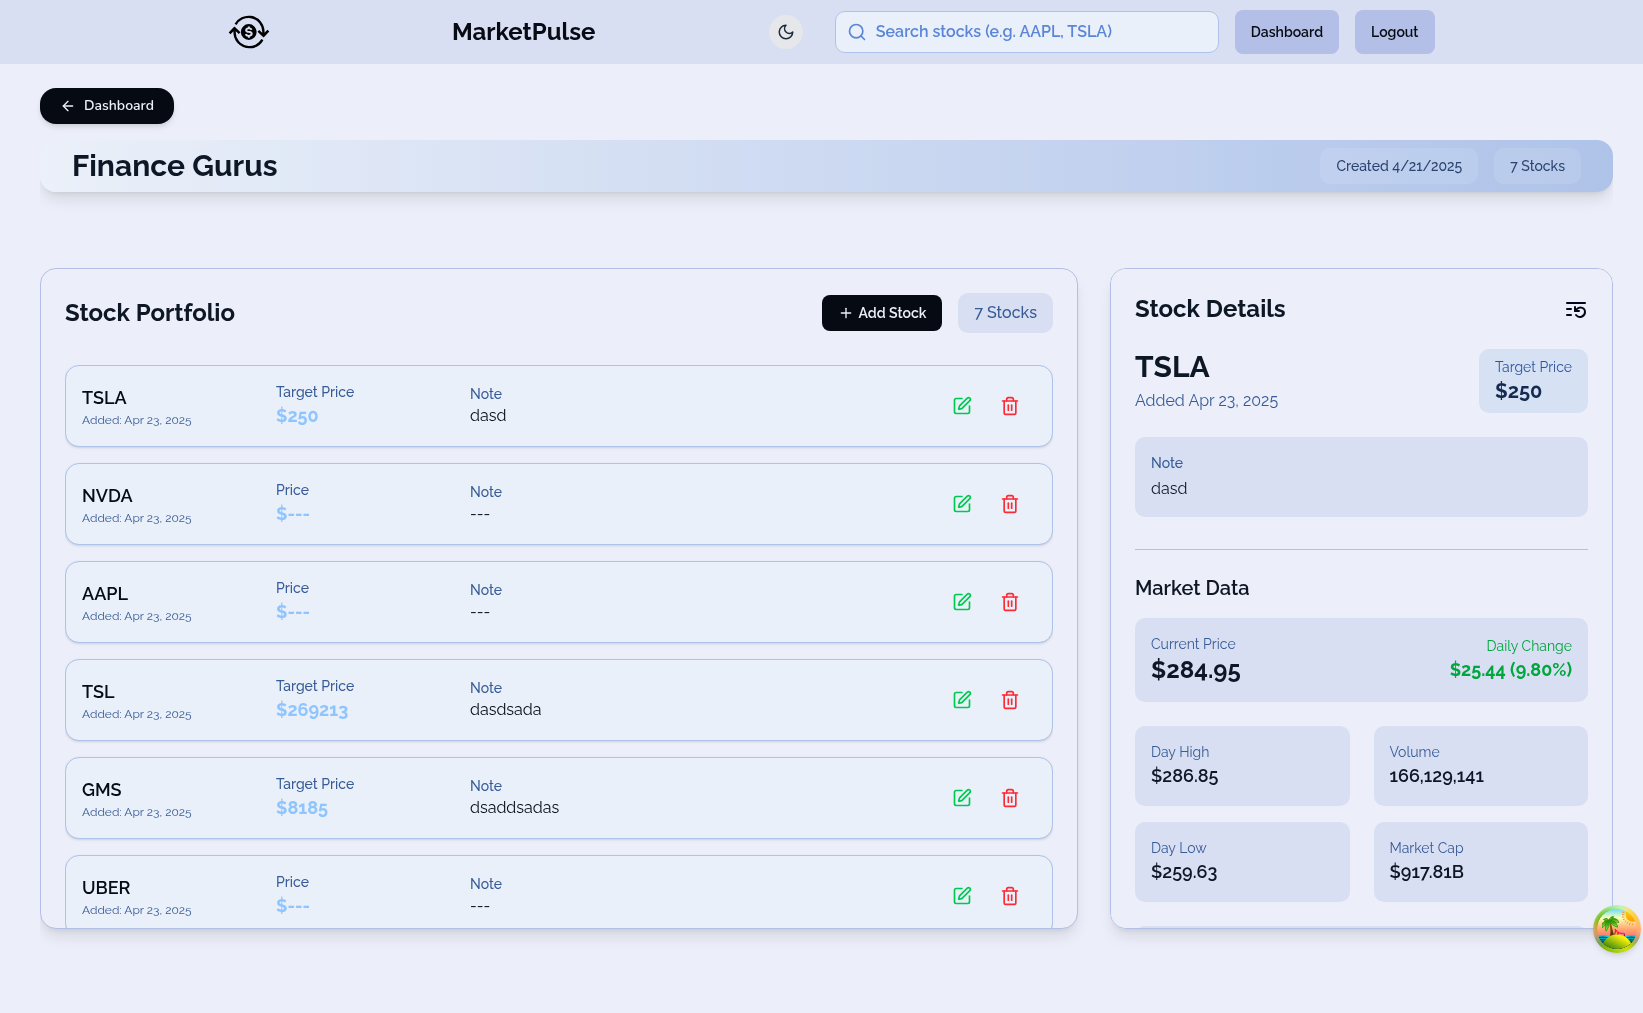 $
MarketPulse
Search stocks (e.g. AAPL, TSLA)
Dashboard
Logout
Dashboard
Finance Gurus
Created 4/21/2025
7 Stocks
Stock Portfolio
Add Stock
7 Stocks
TSLA
Added: Apr 23, 2025
Target Price
$250
Note
dasd
NVDA
Added: Apr 23, 2025
Price
$---
Note
---
AAPL
Added: Apr 23, 2025
Price
$---
Note
---
TSL
Added: Apr 23, 2025
Target Price
$269213
Note
dasdsada
GMS
Added: Apr 23, 2025
Target Price
$8185
Note
dsaddsadas
UBER
Added: Apr 23, 2025
Price
$---
Note
---
Stock Details
TSLA
Added Apr 23, 2025
Target Price
$250
Note
dasd
Market Data
Current Price
$284.95
Daily Change
$25.44 (9.80%)
Day High
$286.85
Volume
166,129,141
Day Low
$259.63
Market Cap
$917.81B